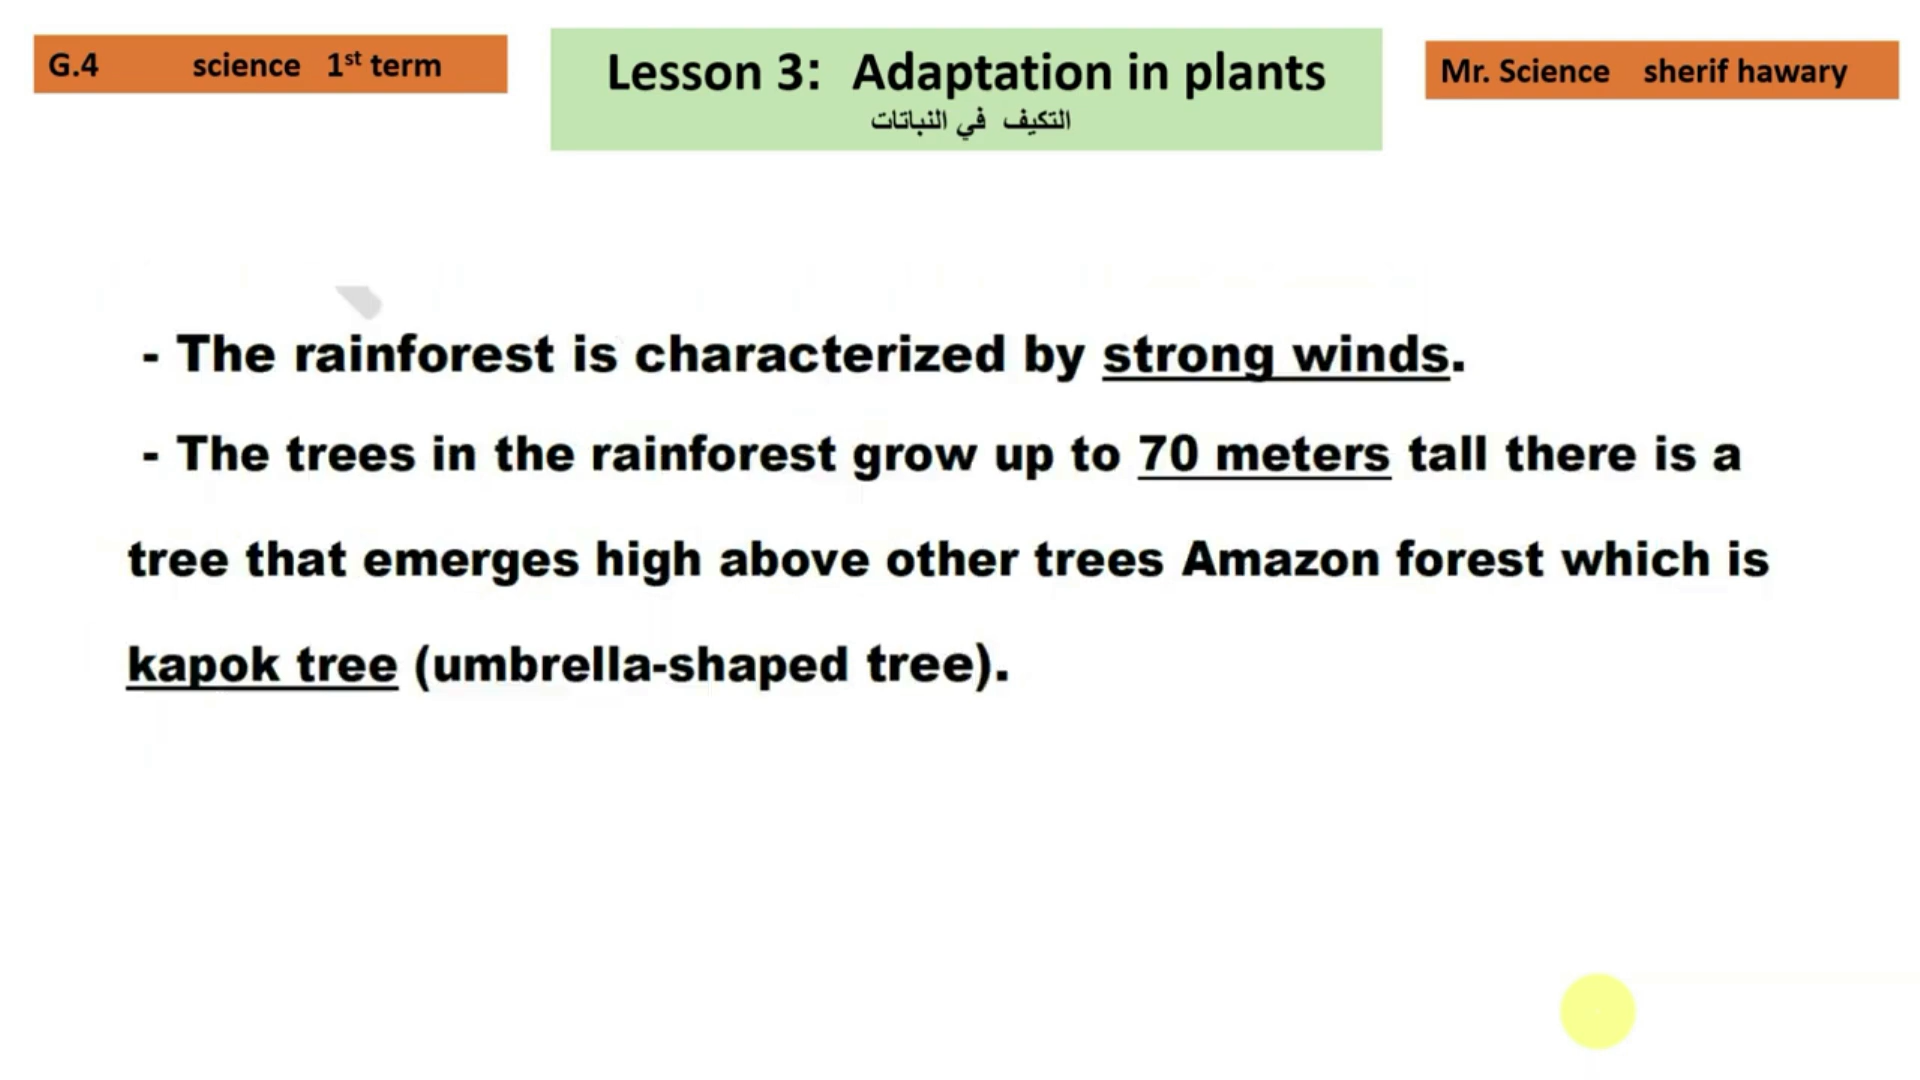 G.4 science 1st term
Lesson 3: Adaptation in plants
التكيف في النباتات
Mr. Science sherif hawary
- The rainforest is characterized by strong winds.
- The trees in the rainforest grow up to 70 meters tall there is a
tree that emerges high above other trees Amazon forest which is
kapok tree (umbrella-shaped tree).